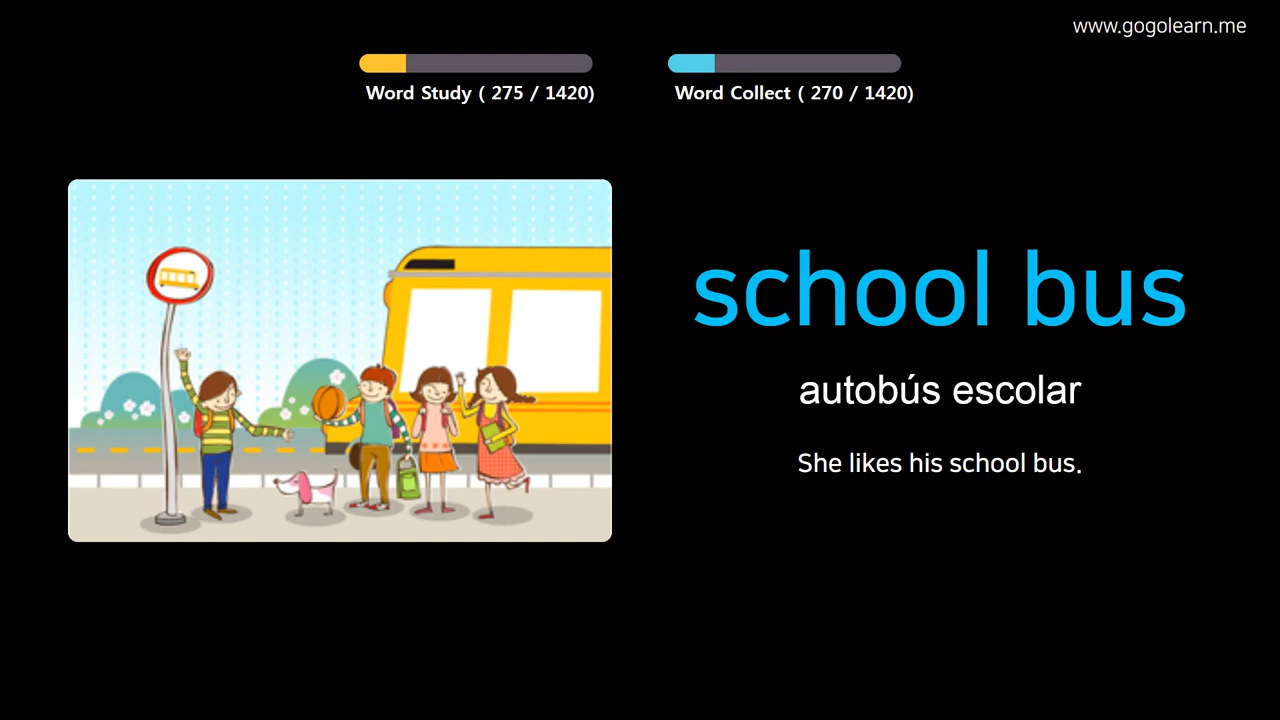 www.gogolearn.me
Word Study ( 275 / 1420)
Word Collect ( 270 / 1420)
school bus
autobús escolar
She likes his school bus.